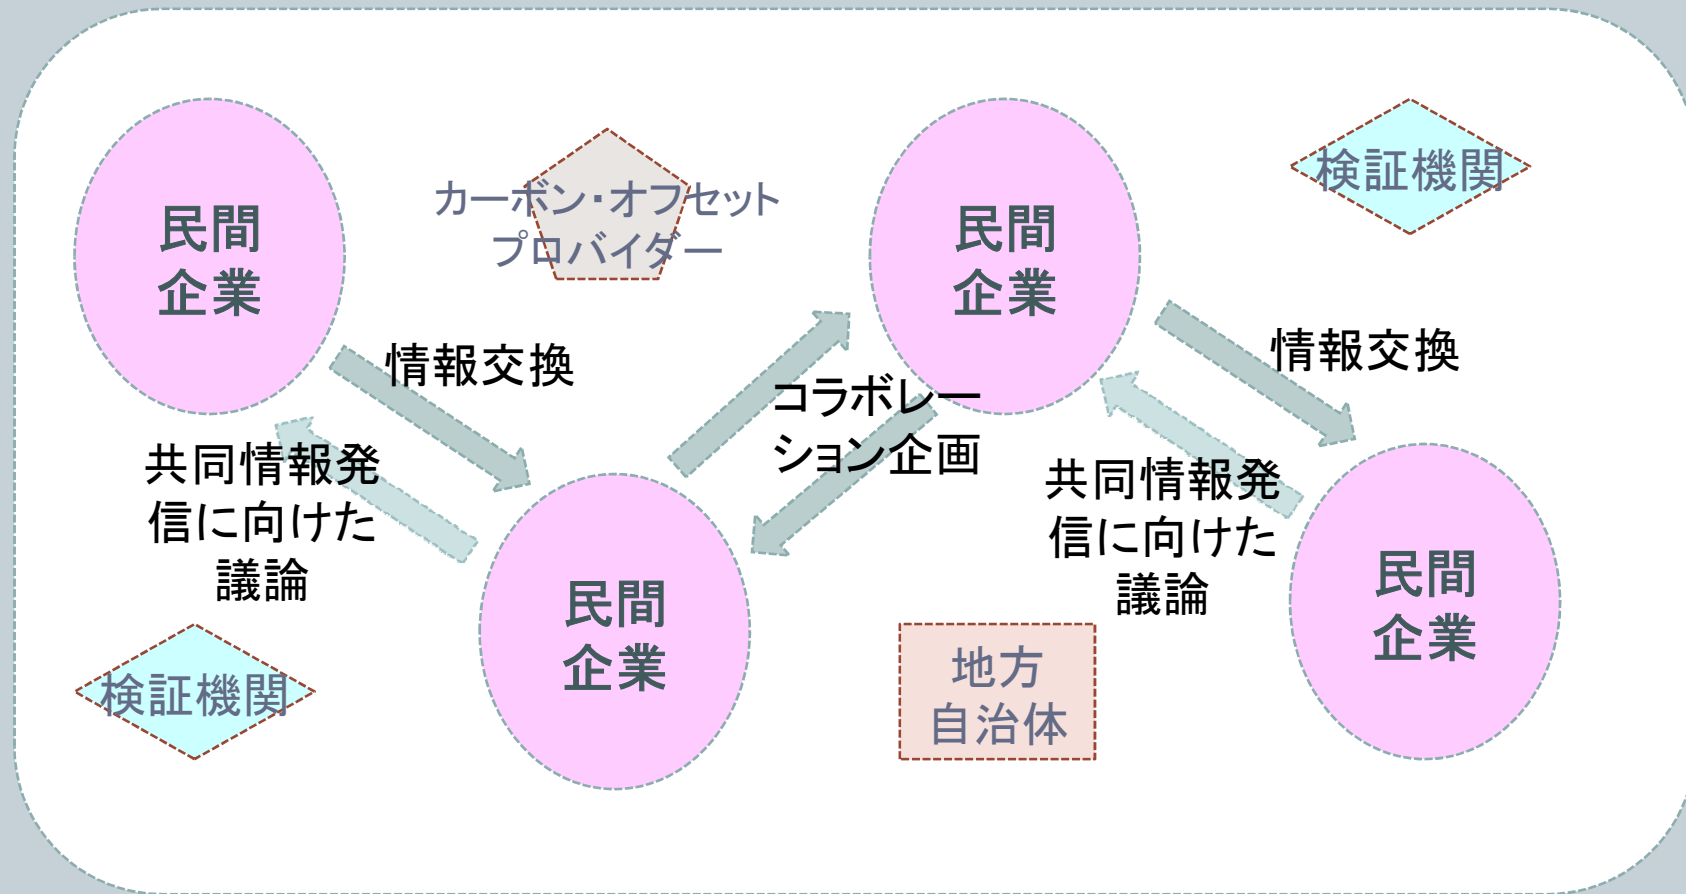 民間
企業
カーボン・オフセット
プロバイダー
民間
企業
検証機関
情報交換
コラボレー
ション企画
情報交換
共同情報発
信に向けた
議論
共同情報発
信に向けた
議論
民間
企業
民間
企業
検証機関
地方
自治体